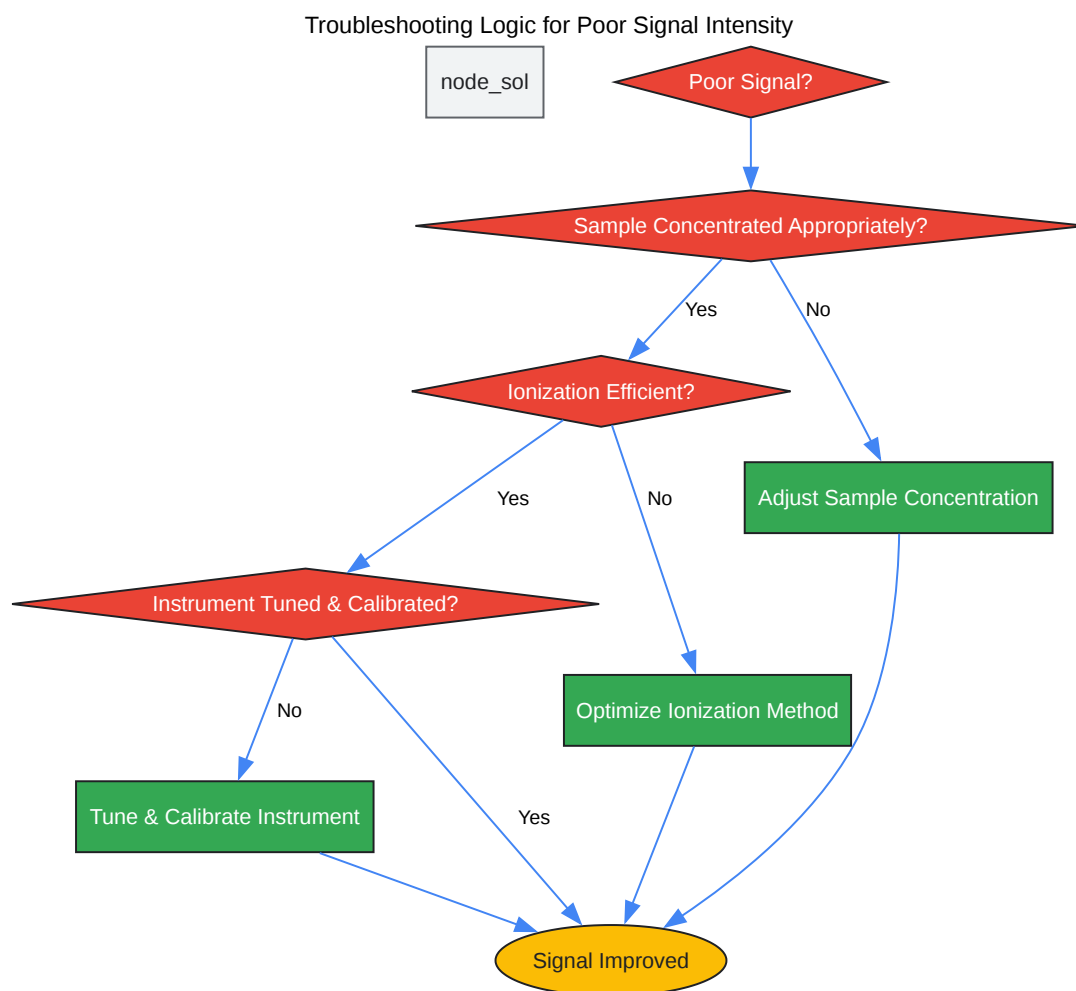 Troubleshooting Logic for Poor Signal Intensity
node_sol
Poor Signal?
Sample Concentrated Appropriately?
Yes
No
Ionization Efficient?
Adjust Sample Concentration
Yes
No
Instrument Tuned & Calibrated?
No
Optimize Ionization Method
Tune & Calibrate Instrument
Yes
Signal Improved